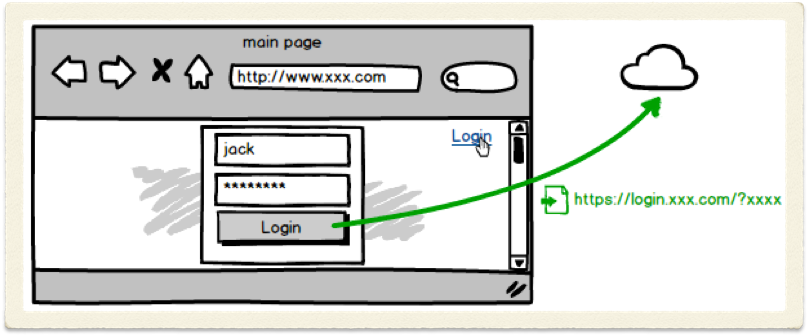 main page
http://www.xxx.com
Login
jack
********
Login
https://login.xxx.com/?xxxx